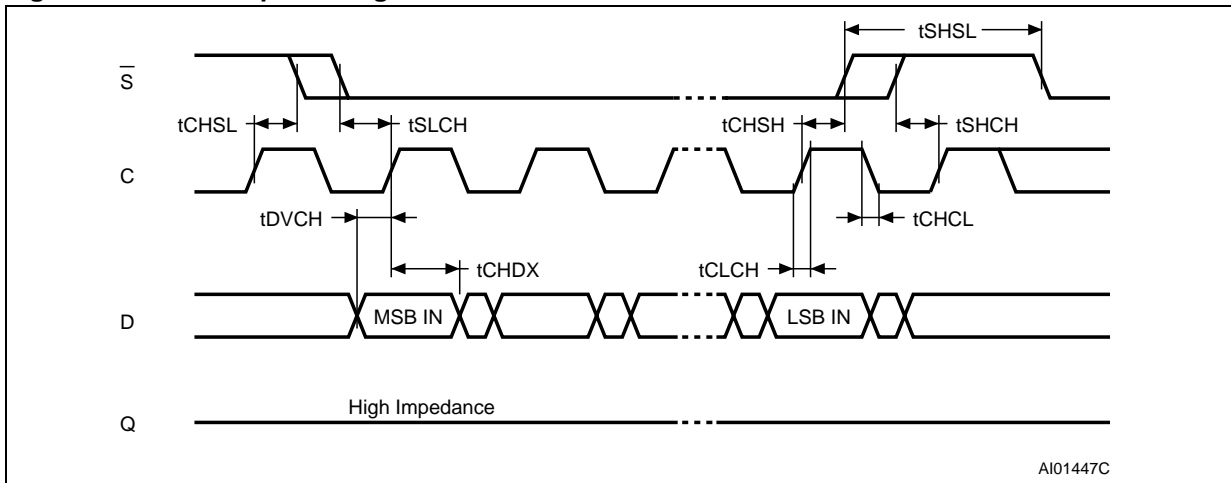 tSHSL
S
tCHSL
tSLCH
tCHSH
tSHCH
C
tDVCH
tCHCL
tCHDX
tCLCH
D
MSB IN
LSB IN
High Impedance
Q
AI01447C